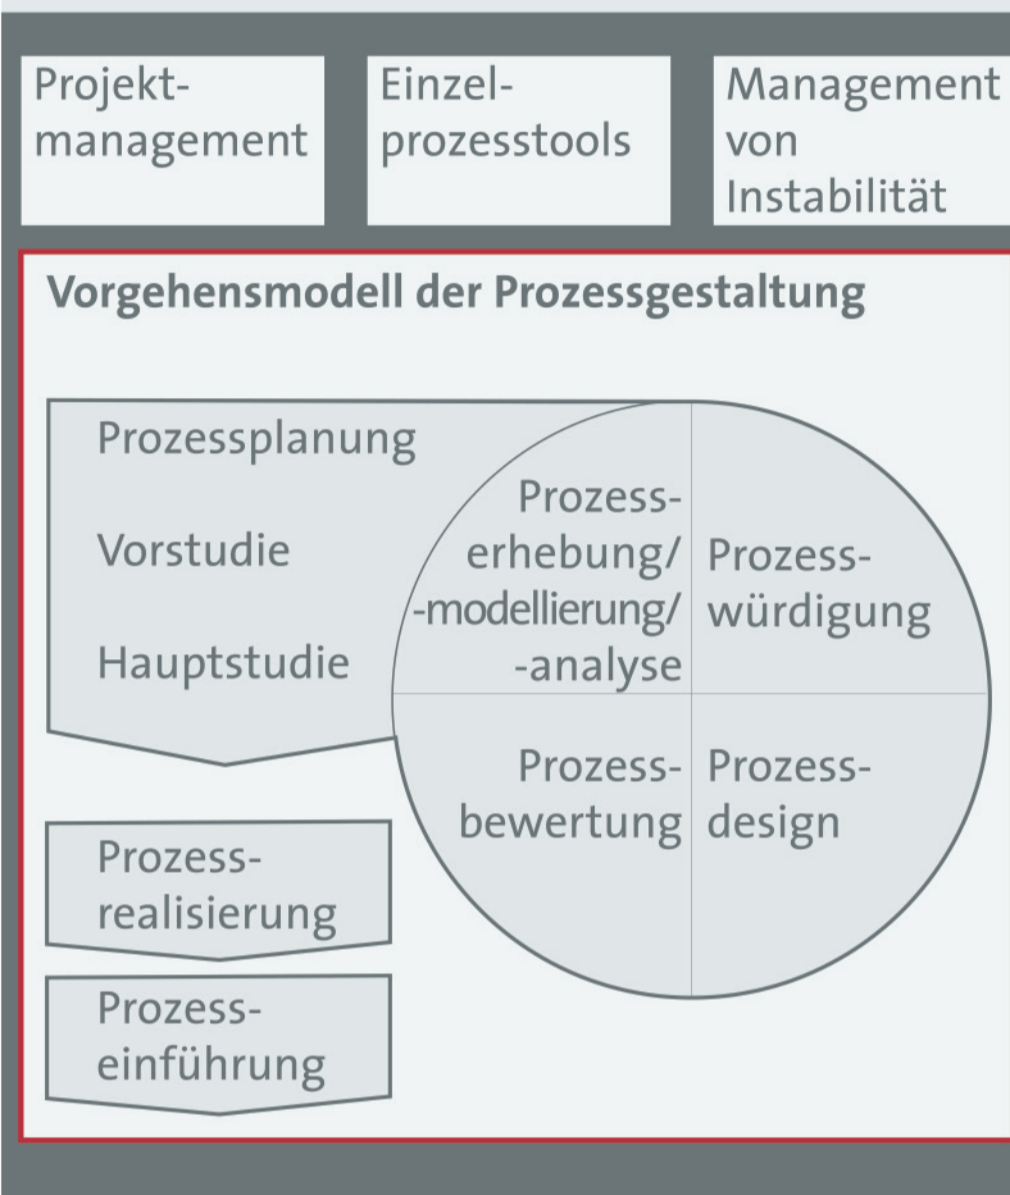 Projekt-
management
Einzel-
prozesstools
Management
von
Instabilität
Vorgehensmodell der Prozessgestaltung
Prozessplanung
Vorstudie
Hauptstudie
Prozess-
erhebung/
-modellierung/
-analyse
Prozess-
würdigung
Prozess-
bewertung
Prozess-
design
Prozess-
realisierung
Prozess-
einführung